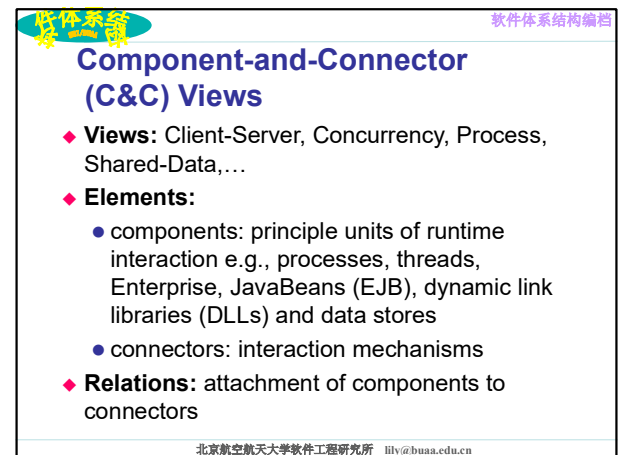 软件体系结构编档
Component-and-Connector
(C&C) Views
Views: Client-Server, Concurrency, Process,
Shared-Data,…
Elements:
components: principle units of runtime
interaction e.g., processes, threads,
Enterprise, JavaBeans (EJB), dynamic link
libraries (DLLs) and data stores
connectors: interaction mechanisms
Relations: attachment of components to
connectors
北京航空航天大学软件工程研究所 lily@buaa.edu.cn